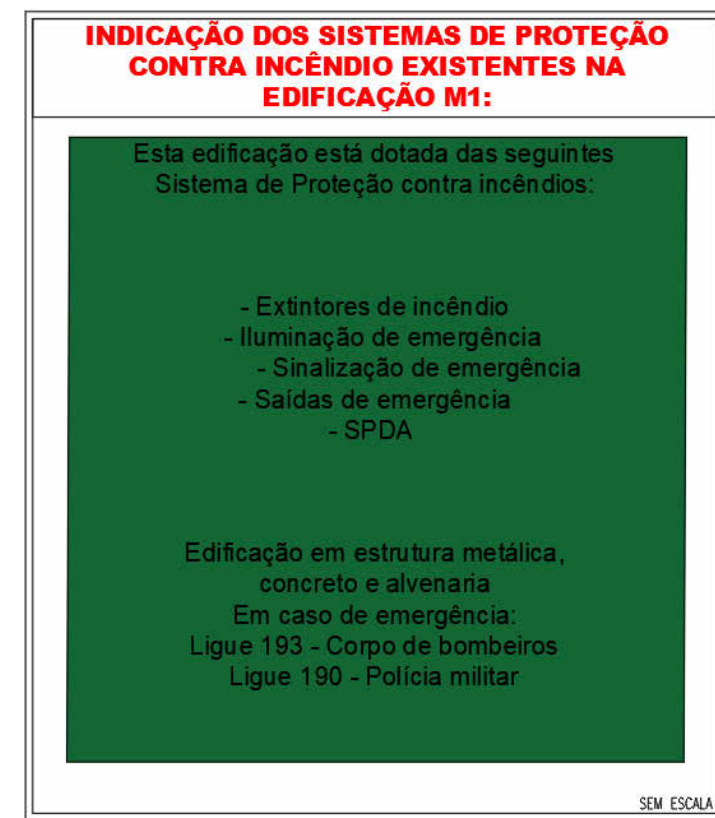 INDICAÇÃO DOS SISTEMAS DE PROTEÇÃO
CONTRA INCÊNDIO EXISTENTES NA
EDIFICAÇÃO M1:
Esta edificação está dotada das seguintes
Sistema de Proteção contra incêndios:
- Extintores de incêndio
- Iluminação de emergência
- Sinalização de emergência
- Saídas de emergência
- SPDA
Edificação em estrutura metálica,
concreto e alvenaria
Em caso de emergência:
Ligue 193 - Corpo de bombeiros
Ligue 190 - Polícia militar
SEM ESCALA